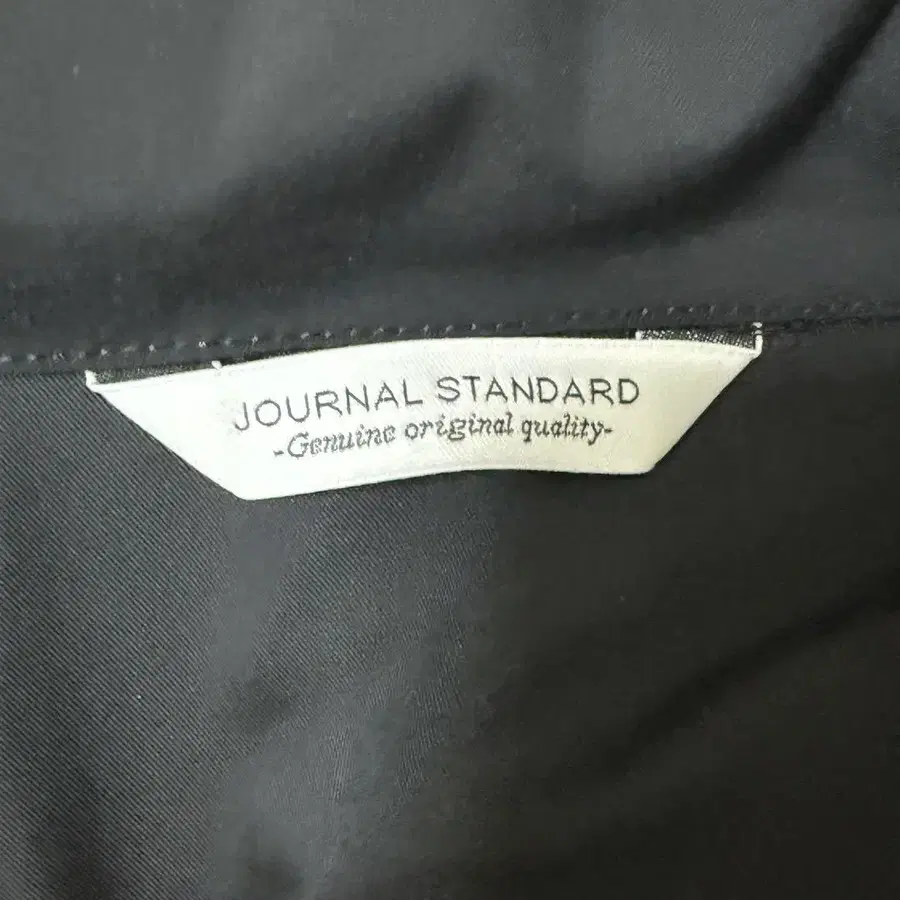 JOURNAL STANDARD
-Genuine original quality-